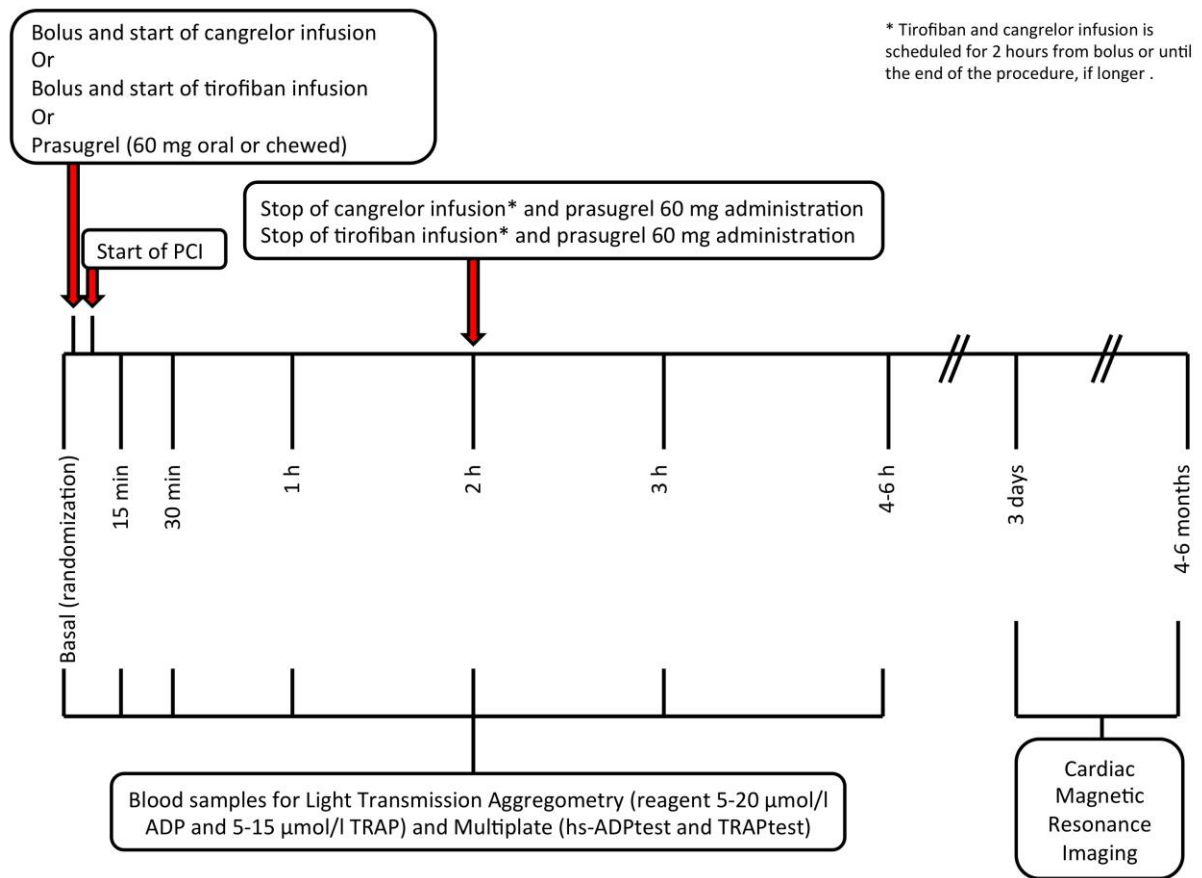 Bolus and start of cangrelor infusion
Or
Bolus and start of tirofiban infusion
Or
Prasugrel (60 mg oral or chewed)
* Tirofiban and cangrelor infusion is
scheduled for 2 hours from bolus or until
the end of the procedure, if longer .
Start of PCI
Stop of cangrelor infusion* and prasugrel 60 mg administration
Stop of tirofiban infusion* and prasugrel 60 mg administration
Basal (randomization)
15 min
30 min
1 h
2 h
3 h
4-6 h
3 days
4-6 months
Blood samples for Light Transmission Aggregometry (reagent 5-20 μmol/l
ADP and 5-15 μmol/l TRAP) and Multiplate (hs-ADPtest and TRAPtest)
Cardiac
Magnetic
Resonance
Imaging